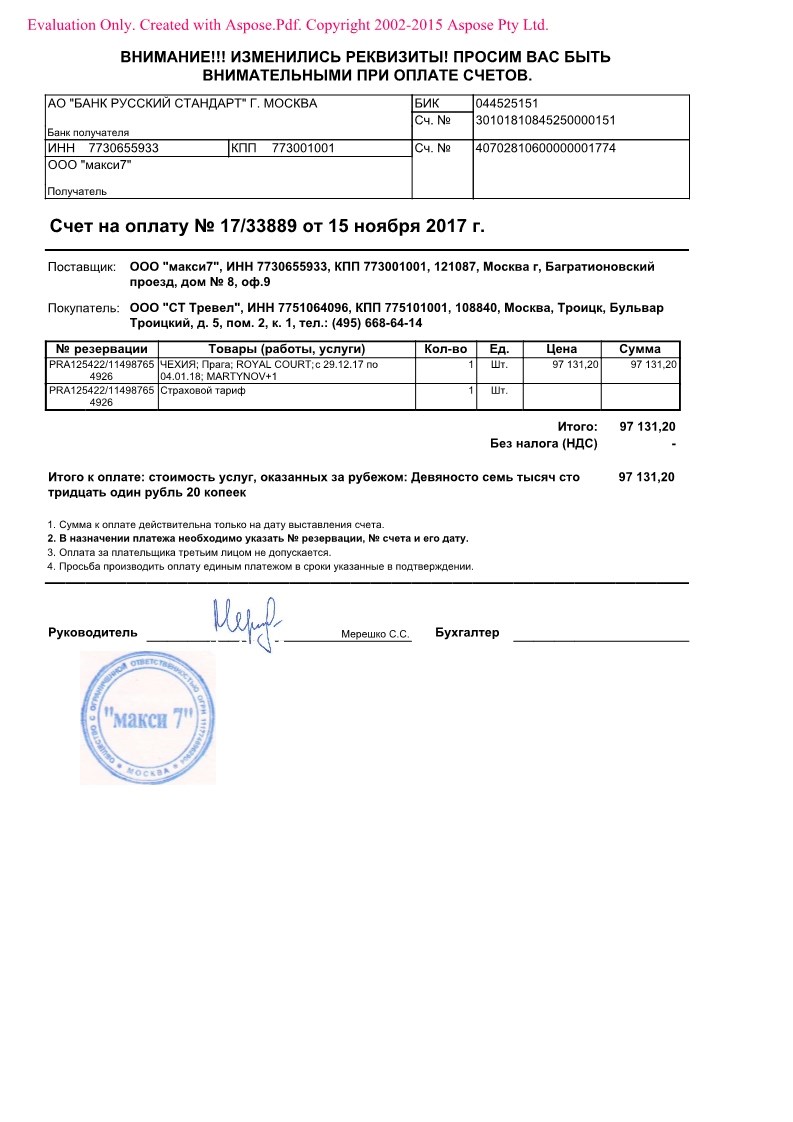 Evaluation Only. Created with Aspose.Pdf. Copyright 2002-2015 Aspose Pty Ltd.
ВНИМАНИЕ!!! ИЗМЕНИЛИСЬ РЕКВИЗИТЫ! ПРОСИМ ВАС БЫТЬ
ВНИМАТЕЛЬНЫМИ ПРИ ОПЛАТЕ СЧЕТОВ.
АО "БАНК РУССКИЙ СТАНДАРТ" Г. МОСКВА БИК 044525151
Сч. № 30101810845250000151
Банк получателя
ИНН 7730655933 КПП 773001001 Сч. № 40702810600000001774
ООО "макси7"
Получатель
Счет на оплату № 17/33889 от 15 ноября 2017 г.
Поставщик: ООО "макси7", ИНН 7730655933, КПП 773001001, 121087, Москва г, Багратионовский
проезд, дом № 8, оф.9
Покупатель: ООО "СТ Тревел", ИНН 7751064096, КПП 775101001, 108840, Москва, Троицк, Бульвар
Троицкий, д. 5, пом. 2, к. 1, тел.: (495) 668-64-14
№ резервации Товары (работы, услуги) Кол-во Ед. Цена Сумма
PRA125422/11498765 ЧЕХИЯ; Прага; ROYAL COURT; с 29.12.17 по 1 Шт. 97 131,20 97 131,20
4926 04.01.18; MARTYNOV+1
PRA125422/11498765 Страховой тариф 1 Шт.
4926
Итого: 97 131,20
Без налога (НДС) -
Итого к оплате: стоимость услуг, оказанных за рубежом: Девяносто семь тысяч сто 97 131,20
тридцать один рубль 20 копеек
1. Сумма к оплате действительна только на дату выставления счета.
2. В назначении платежа необходимо указать № резервации, № счета и его дату.
3. Оплата за плательщика третьим лицом не допускается.
4. Просьба производить оплату единым платежом в сроки указанные в подтверждении.
Руководитель Мерешко С.С. Бухгалтер
ОБЩЕСТВО С ОГРАНИЧЕННОЙ ОТВЕТСТВЕННОСТЬЮ ОГРН
"макси 7"
МОСКВА